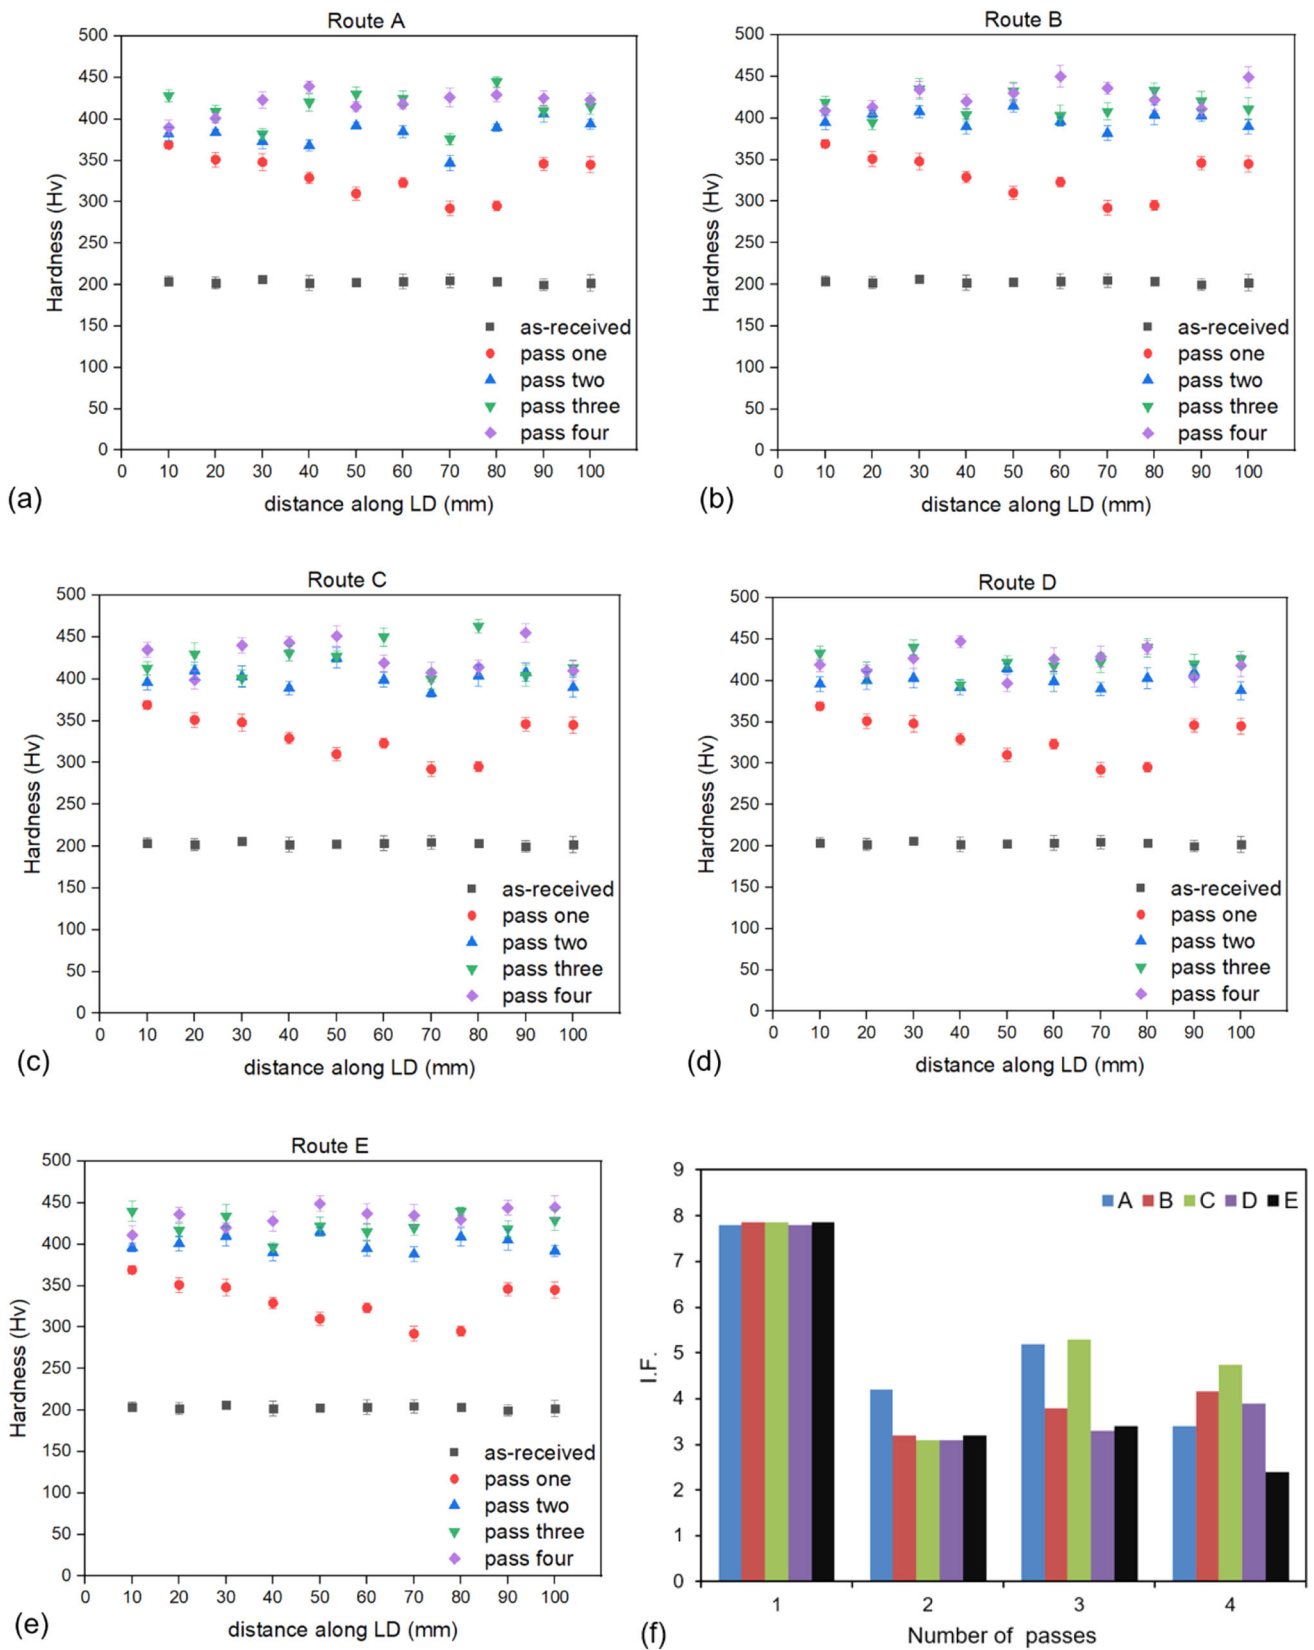 Route A
500
450
400
350
300
250
200
150
100
50
0
Hardness (Hv)
as-received
pass one
pass two
pass three
pass four
0 10 20 30 40 50 60 70 80 90 100
distance along LD (mm)
(a)
Route B
500
450
400
350
300
250
200
150
100
50
0
Hardness (Hv)
as-received
pass one
pass two
pass three
pass four
0 10 20 30 40 50 60 70 80 90 100
distance along LD (mm)
(b)
Route C
500
450
400
350
300
250
200
150
100
50
0
Hardness (Hv)
as-received
pass one
pass two
pass three
pass four
0 10 20 30 40 50 60 70 80 90 100
distance along LD (mm)
(c)
Route D
500
450
400
350
300
250
200
150
100
50
0
Hardness (Hv)
as-received
pass one
pass two
pass three
pass four
0 10 20 30 40 50 60 70 80 90 100
distance along LD (mm)
(d)
Route E
500
450
400
350
300
250
200
150
100
50
0
Hardness (Hv)
as-received
pass one
pass two
pass three
pass four
0 10 20 30 40 50 60 70 80 90 100
distance along LD (mm)
(e)
9
8
7
6
5
4
3
2
1
0
I.F.
A B C D E
1 2 3 4
Number of passes
(f)